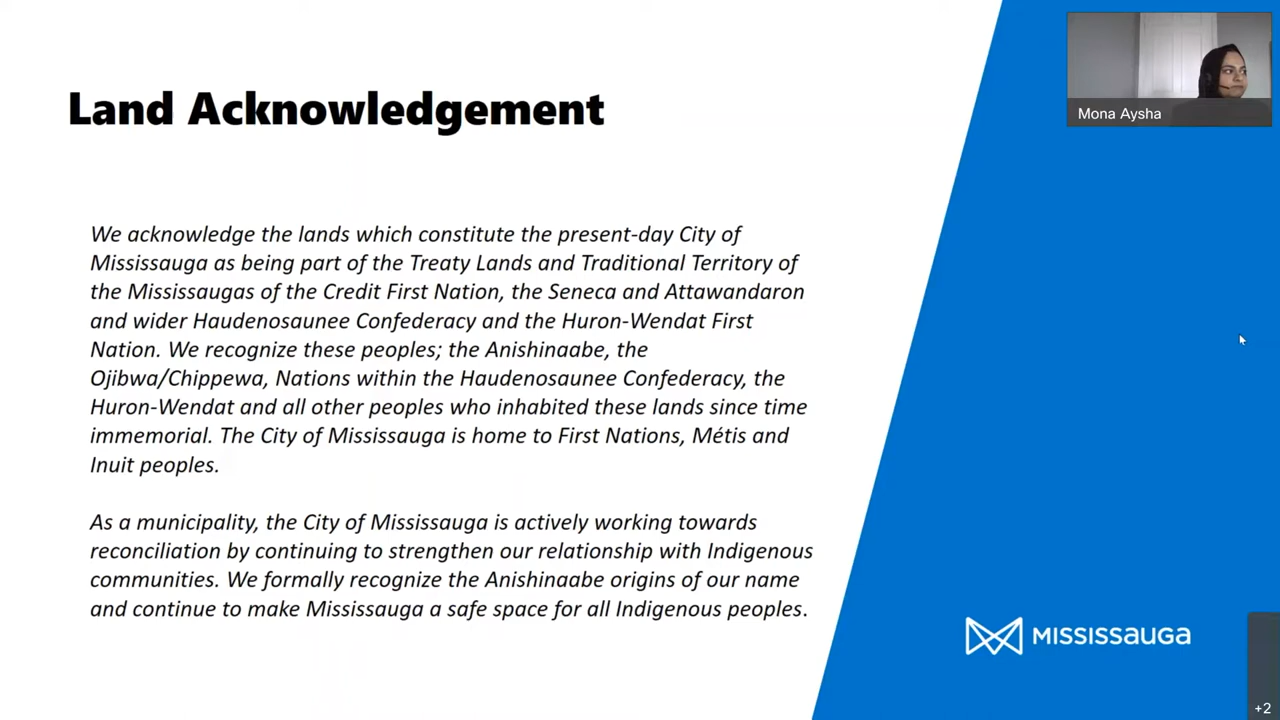 Land Acknowledgement
Mona Aysha
We acknowledge the lands which constitute the present-day City of
Mississauga as being part of the Treaty Lands and Traditional Territory of
the Mississaugas of the Credit First Nation, the Seneca and Attawandaron
and wider Haudenosaunee Confederacy and the Huron-Wendat First
Nation. We recognize these peoples; the Anishinaabe, the
Ojibwa/Chippewa, Nations within the Haudenosaunee Confederacy, the
Huron-Wendat and all other peoples who inhabited these lands since time
immemorial. The City of Mississauga is home to First Nations, Métis and
Inuit peoples.
As a municipality, the City of Mississauga is actively working towards
reconciliation by continuing to strengthen our relationship with Indigenous
communities. We formally recognize the Anishinaabe origins of our name
and continue to make Mississauga a safe space for all Indigenous peoples.
MISSISSAUGA
+2